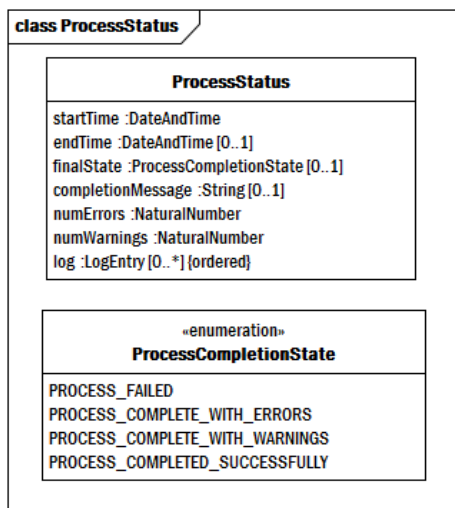 class ProcessStatus
ProcessStatus
startTime :DateAndTime
endTime :DateAndTime [0..1]
finalState :ProcessCompletionState [0..1]
completionMessage :String [0..1]
numErrors :NaturalNumber
numWarnings :NaturalNumber
log :LogEntry [0..*] {ordered}
«enumeration»
ProcessCompletionState
PROCESS_FAILED
PROCESS_COMPLETE_WITH_ERRORS
PROCESS_COMPLETE_WITH_WARNINGS
PROCESS_COMPLETED_SUCCESSFULLY